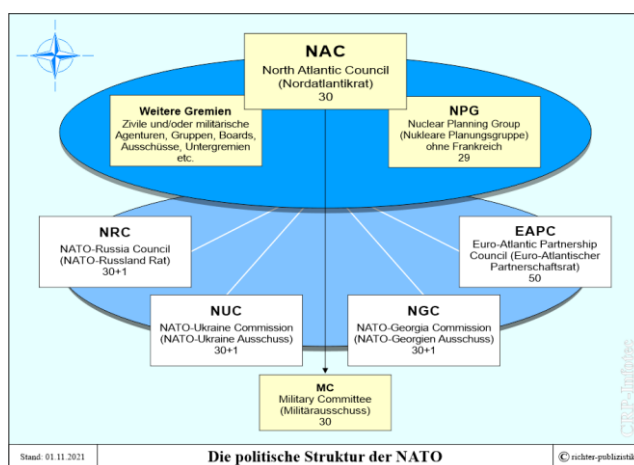 NAC
North Atlantic Council
(Nordatlantikrat)
30
Weitere Gremien
Zivile und/oder militärische
Agenturen, Gruppen, Boards,
Ausschüsse, Untergremien
etc.
NPG
Nuclear Planning Group
(Nukleare Planungsgruppe)
ohne Frankreich
29
NRC
NATO-Russia Council
(NATO-Russland Rat)
30+1
EAPC
Euro-Atlantic Partnership
Council (Euro-Atlantischer
Partnerschaftsrat)
50
NUC
NATO-Ukraine Commission
(NATO-Ukraine Ausschuss)
30+1
NGC
NATO-Georgia Commission
(NATO-Georgien Ausschuss)
30+1
MC
Military Committee
(Militärausschuss)
30
CRP-Infotec
Stand: 01.11.2021
Die politische Struktur der NATO
© richter-publizistik